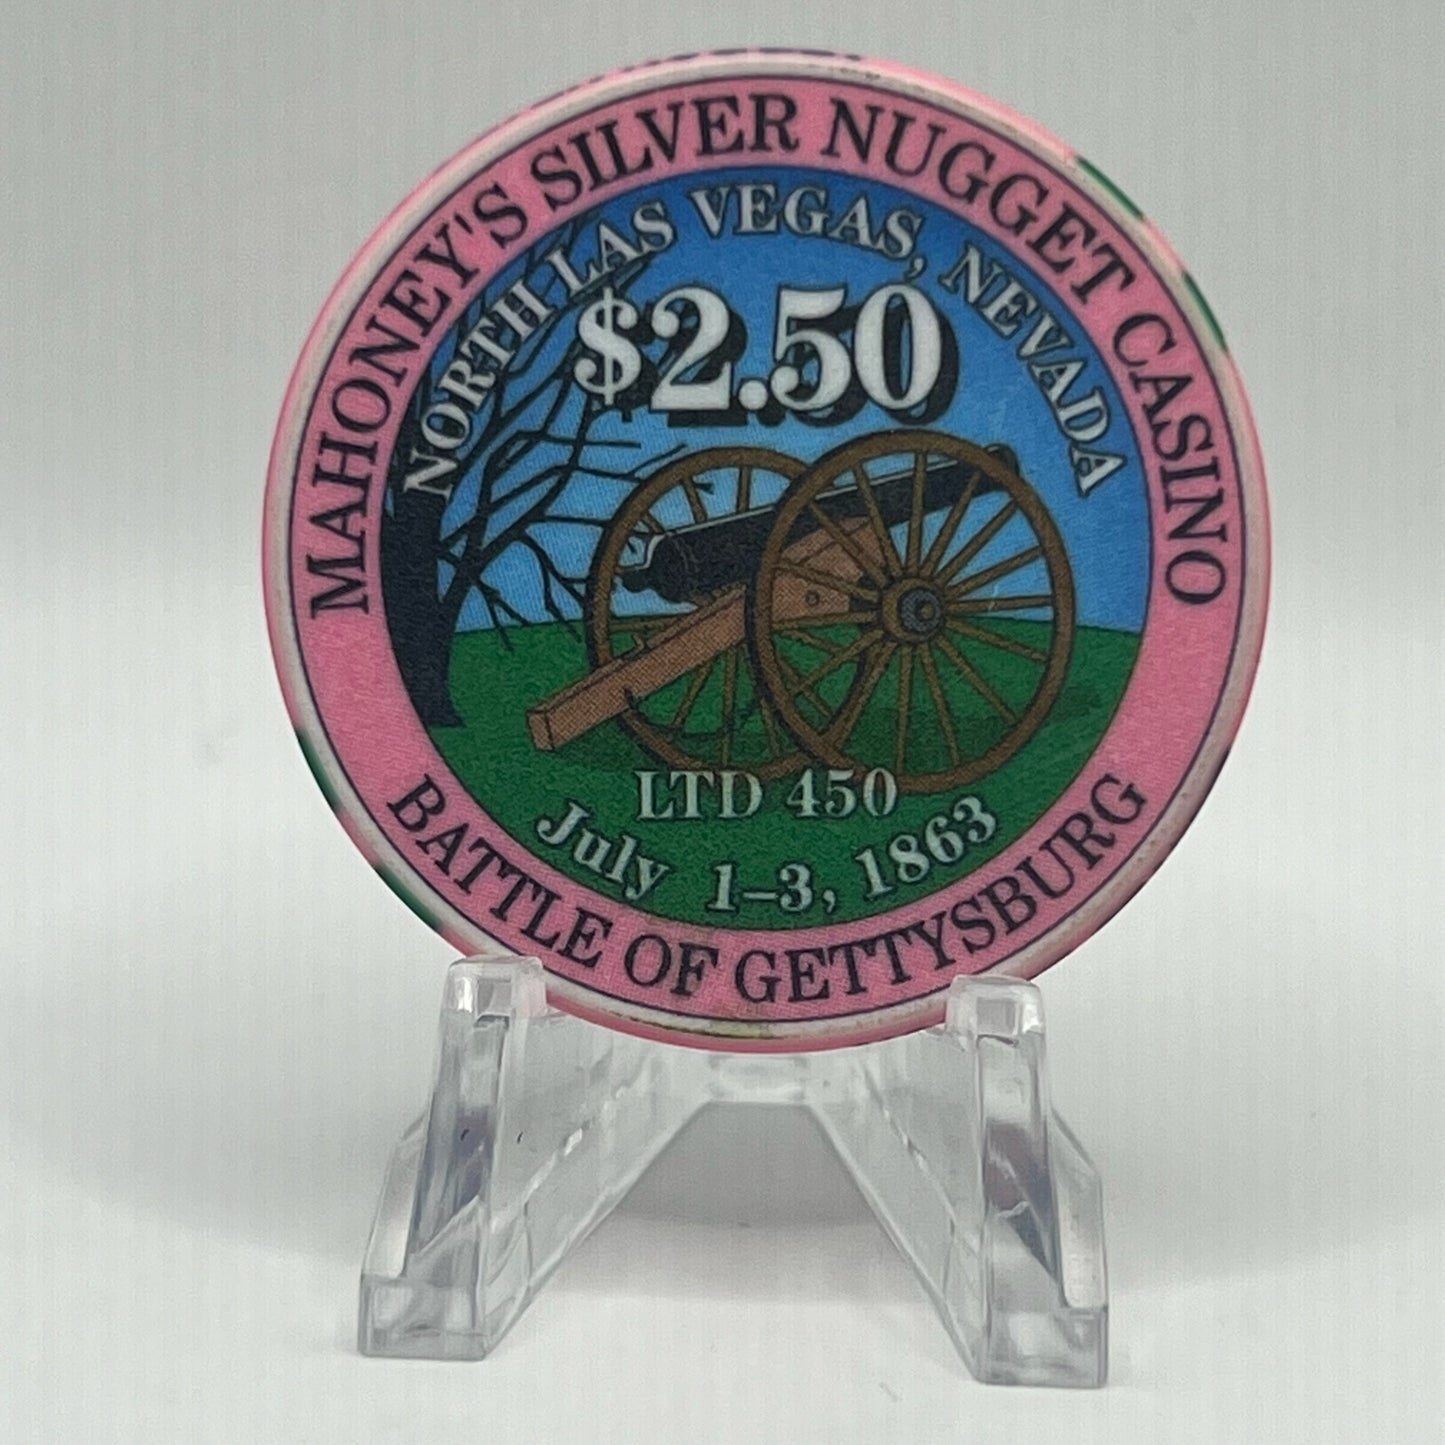 MAHONEY'S SILVER NUGGET CASINO
NORTH LAS VEGAS, NEVADA
$2.50
LTD 450
July 1-3, 1863
BATTLE OF GETTYSBURG